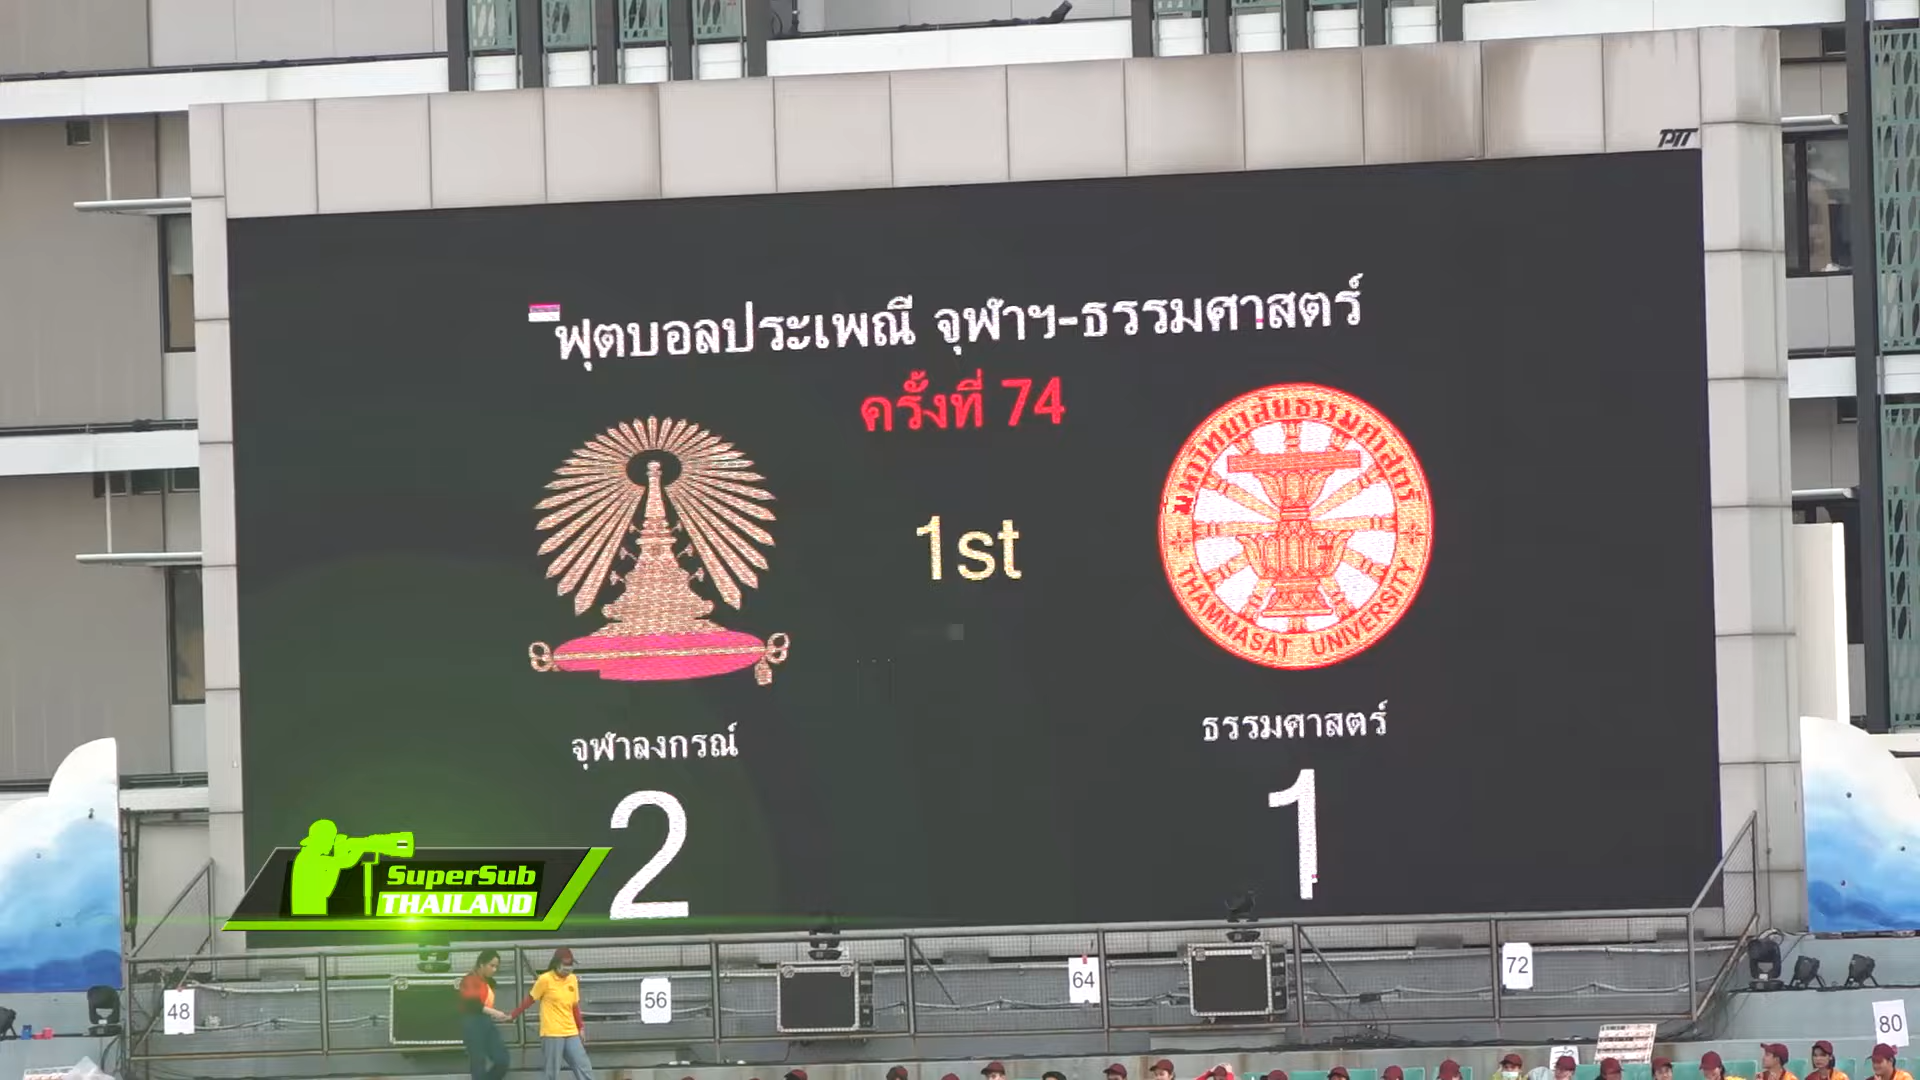 PTT
ฟุตบอลประเพณี จุฬาฯ-ธรรมศาสตร์
ครั้งที่ 74
มหาวิทยาลัยธรรมศาสตร์
THAMMASAT UNIVERSITY
1st
จุฬาลงกรณ์
ธรรมศาสตร์
2
1
SuperSub
THAILAND
48
56
64
72
80